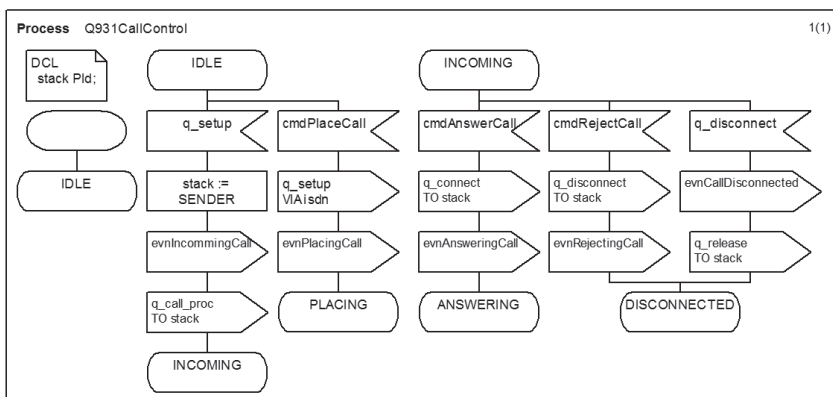 Process Q931CallControl 1(1)
DCL
stack PId;
IDLE
IDLE
q_setup
stack :=
SENDER
evnIncommingCall
q_call_proc
TO stack
INCOMING
cmdPlaceCall
q_setup
VIAisdn
evnPlacingCall
PLACING
INCOMING
cmdAnswerCall
q_connect
TO stack
evnAnsweringCall
ANSWERING
cmdRejectCall
q_disconnect
TO stack
evnRejectingCall
q_disconnect
evnCallDisconnected
q_release
TO stack
DISCONNECTED